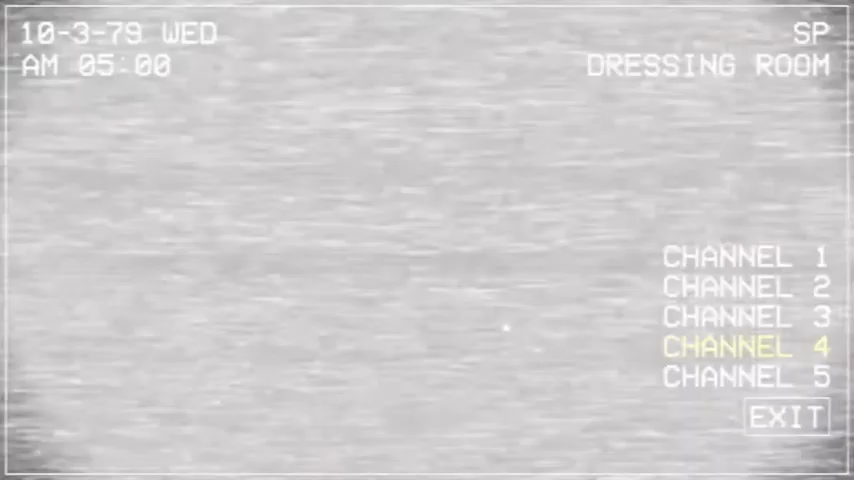 10-3-79 WED
AM 05:00
SP
DRESSING ROOM
CHANNEL 1
CHANNEL 2
CHANNEL 3
CHANNEL 4
CHANNEL 5
EXIT